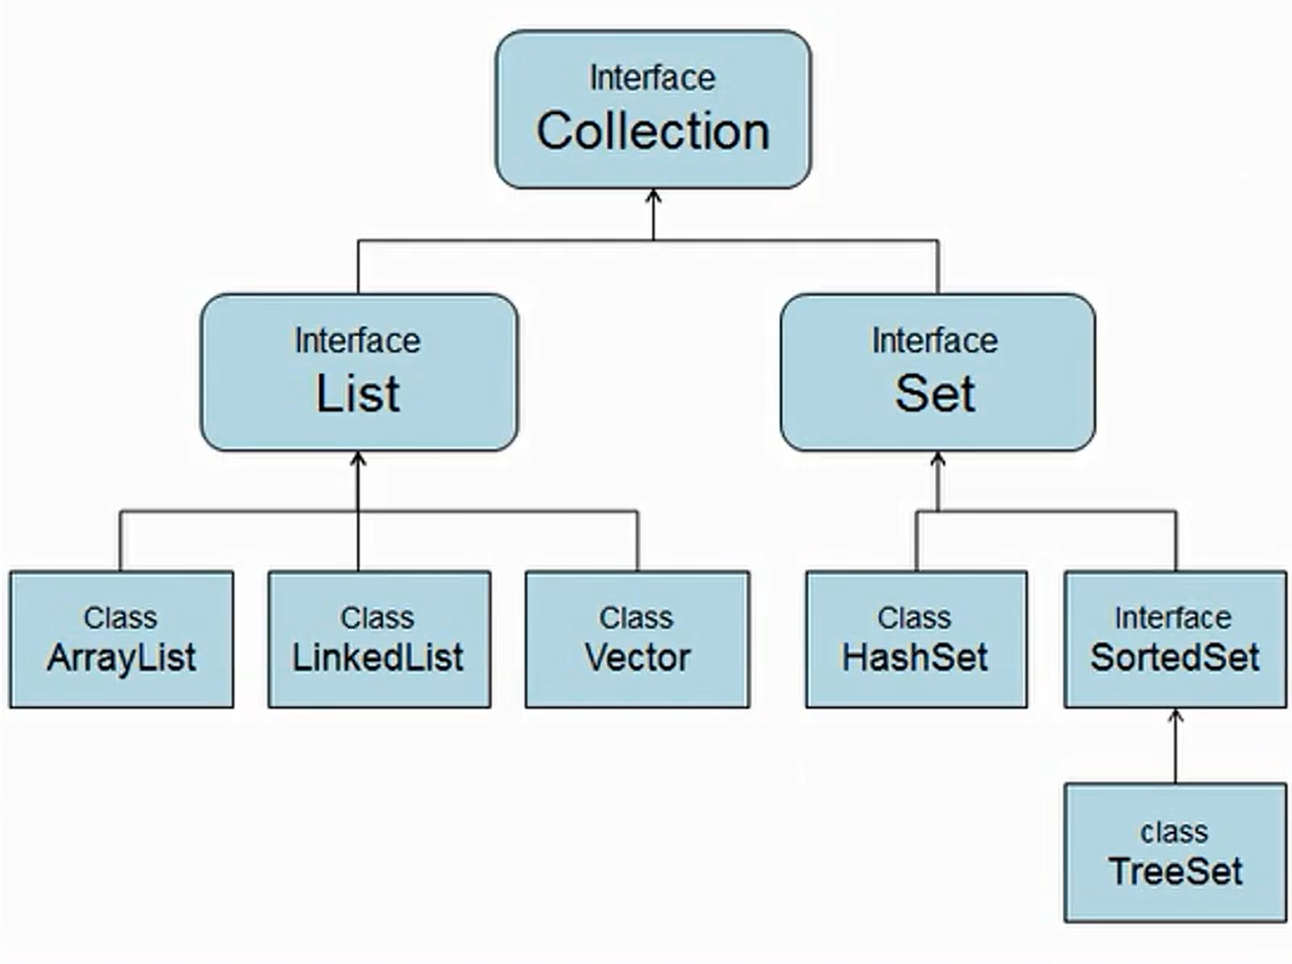 Interface
Collection
Interface
List
Interface
Set
Class
ArrayList
Class
LinkedList
Class
Vector
Class
HashSet
Interface
SortedSet
class
TreeSet